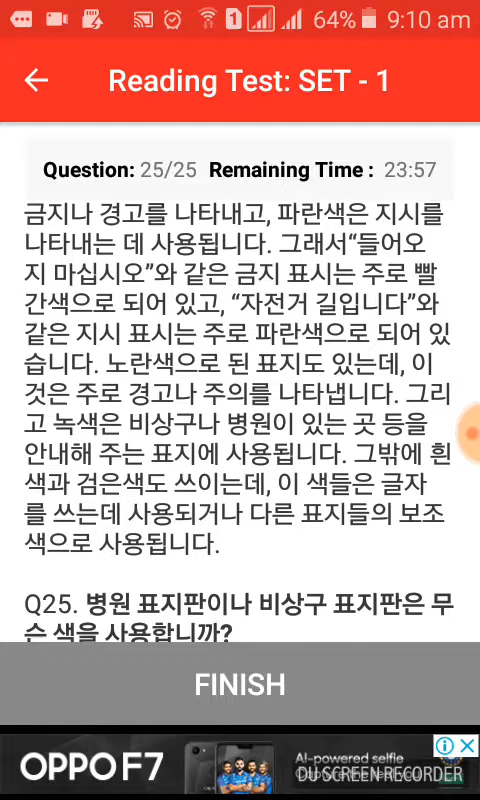 64% 9:10 am
Reading Test: SET - 1
Question: 25/25 Remaining Time : 23:57
금지나 경고를 나타내고, 파란색은 지시를
나타내는 데 사용됩니다. 그래서“들어오
지 마십시오”와 같은 금지 표시는 주로 빨
간색으로 되어 있고, “자전거 길입니다”와
같은 지시 표시는 주로 파란색으로 되어 있
습니다. 노란색으로 된 표지도 있는데, 이
것은 주로 경고나 주의를 나타냅니다. 그리
고 녹색은 비상구나 병원이 있는 곳 등을
안내해 주는 표지에 사용됩니다. 그밖에 흰
색과 검은색도 쓰이는데, 이 색들은 글자
를 쓰는데 사용되거나 다른 표지들의 보조
색으로 사용됩니다.
Q25. 병원 표지판이나 비상구 표지판은 무
슨 색을 사용합니까?
FINISH
OPPO F7
AI-powered selfie
DU SCREEN RECORDER